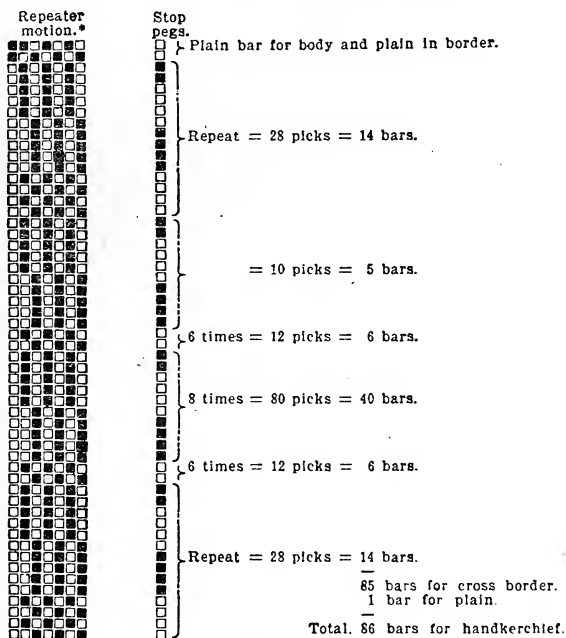 Repeater motion.* Stop pegs.
Plain bar for body and plain in border.
Repeat = 28 picks = 14 bars.
= 10 picks = 5 bars.
6 times = 12 picks = 6 bars.
8 times = 80 picks = 40 bars.
6 times = 12 picks = 6 bars.
Repeat = 28 picks = 14 bars.
85 bars for cross border.
1 bar for plain.
Total. 86 bars for handkerchief.